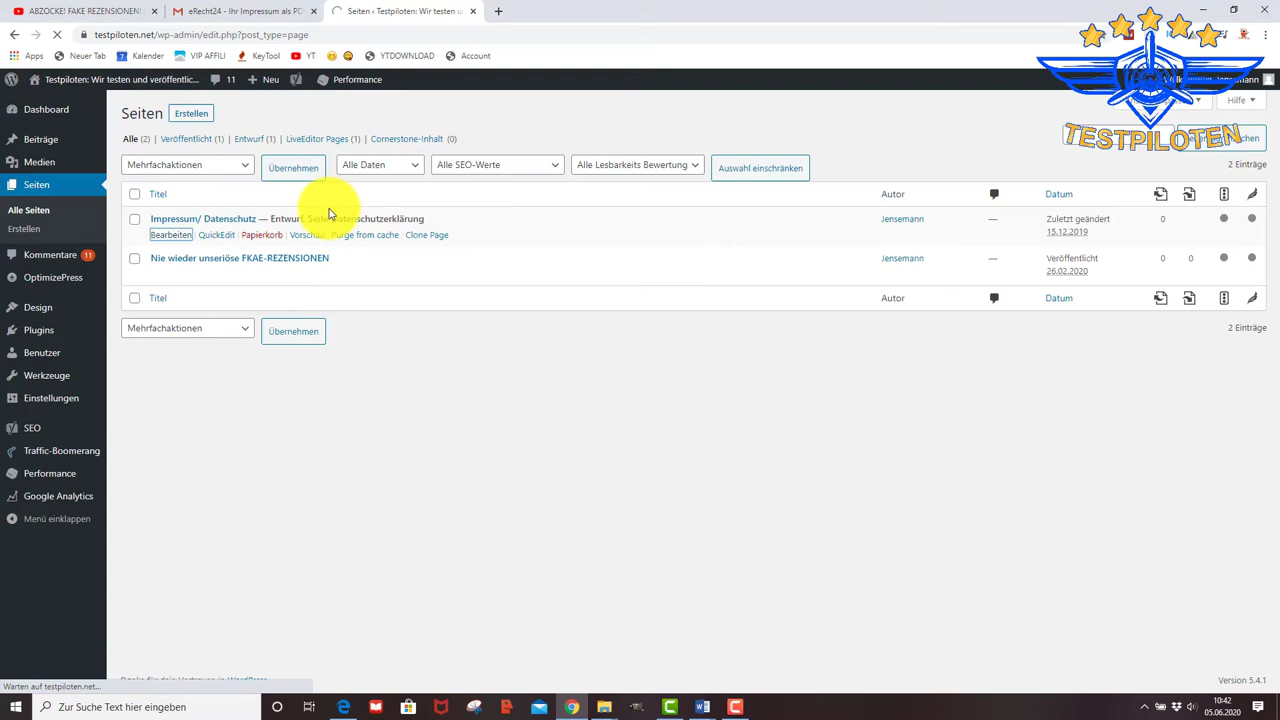 ABZOCKE! FAKE REZENSIONEN!
eRecht24 - Ihr Impressum als PD
Seiten ‹ Testpiloten: Wir testen un
testpiloten.net/wp-admin/edit.php?post_type=page
Apps
Neuer Tab
Kalender
VIP AFFILI
KeyTool
YT
YTDOWNLOAD
Account
Testpiloten: Wir testen und veröffentlic...
11
Neu
Performance
Jensemann
Dashboard
Beiträge
Medien
Seiten
Alle Seiten
Erstellen
Kommentare 11
OptimizePress
Design
Plugins
Benutzer
Werkzeuge
Einstellungen
SEO
Traffic-Boomerang
Performance
Google Analytics
Menü einklappen
Seiten Erstellen
Hilfe
TESTPILOTEN
Alle (2) | Veröffentlicht (1) | Entwurf (1) | LiveEditor Pages (1) | Cornerstone-Inhalt (0)
Mehrfachaktionen Übernehmen Alle Daten Alle SEO-Werte Alle Lesbarkeits Bewertung Auswahl einschränken
2 Einträge
Titel Autor Datum
Impressum/ Datenschutz — Entwurf, Seite Datenschutzerklärung Jensemann — Zuletzt geändert 0
15.12.2019
Bearbeiten QuickEdit Papierkorb Vorschau Purge from cache Clone Page
Nie wieder unseriöse FKAE-REZENSIONEN Jensemann — Veröffentlicht 0 0
26.02.2020
Titel Autor Datum
Mehrfachaktionen Übernehmen
2 Einträge
Danke für dein Vertrauen in WordPress.
Version 5.4.1
Warten auf testpiloten.net...
Zur Suche Text hier eingeben
10:42
05.06.2020